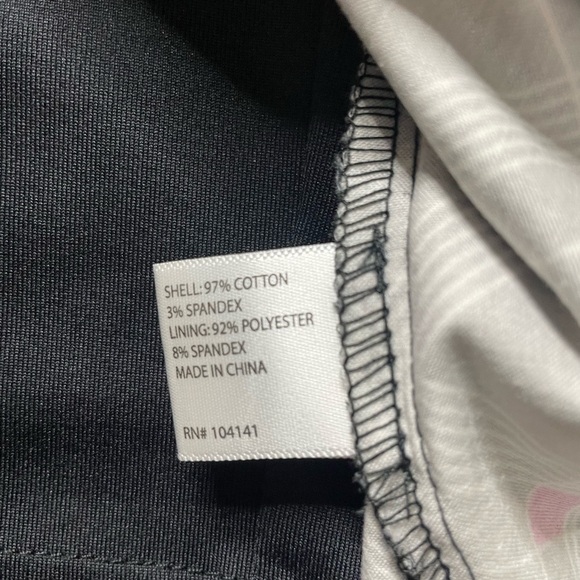 SHELL: 97% COTTON
3% SPANDEX
LINING: 92% POLYESTER
8% SPANDEX
MADE IN CHINA
RN# 104141